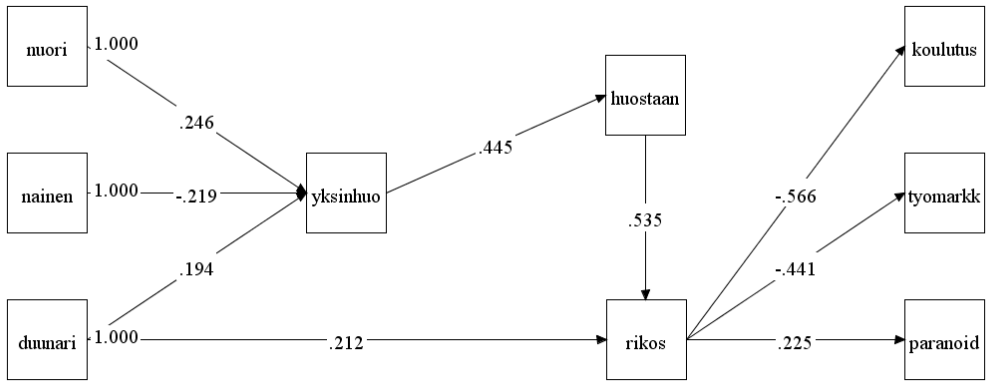 nuori
1.000
koulutus
huostaan
.246
.445
nainen
1.000
-.219
yksinhuo
-.566
tyomarkk
.535
.194
-.441
duunari
1.000
.212
rikos
.225
paranoid